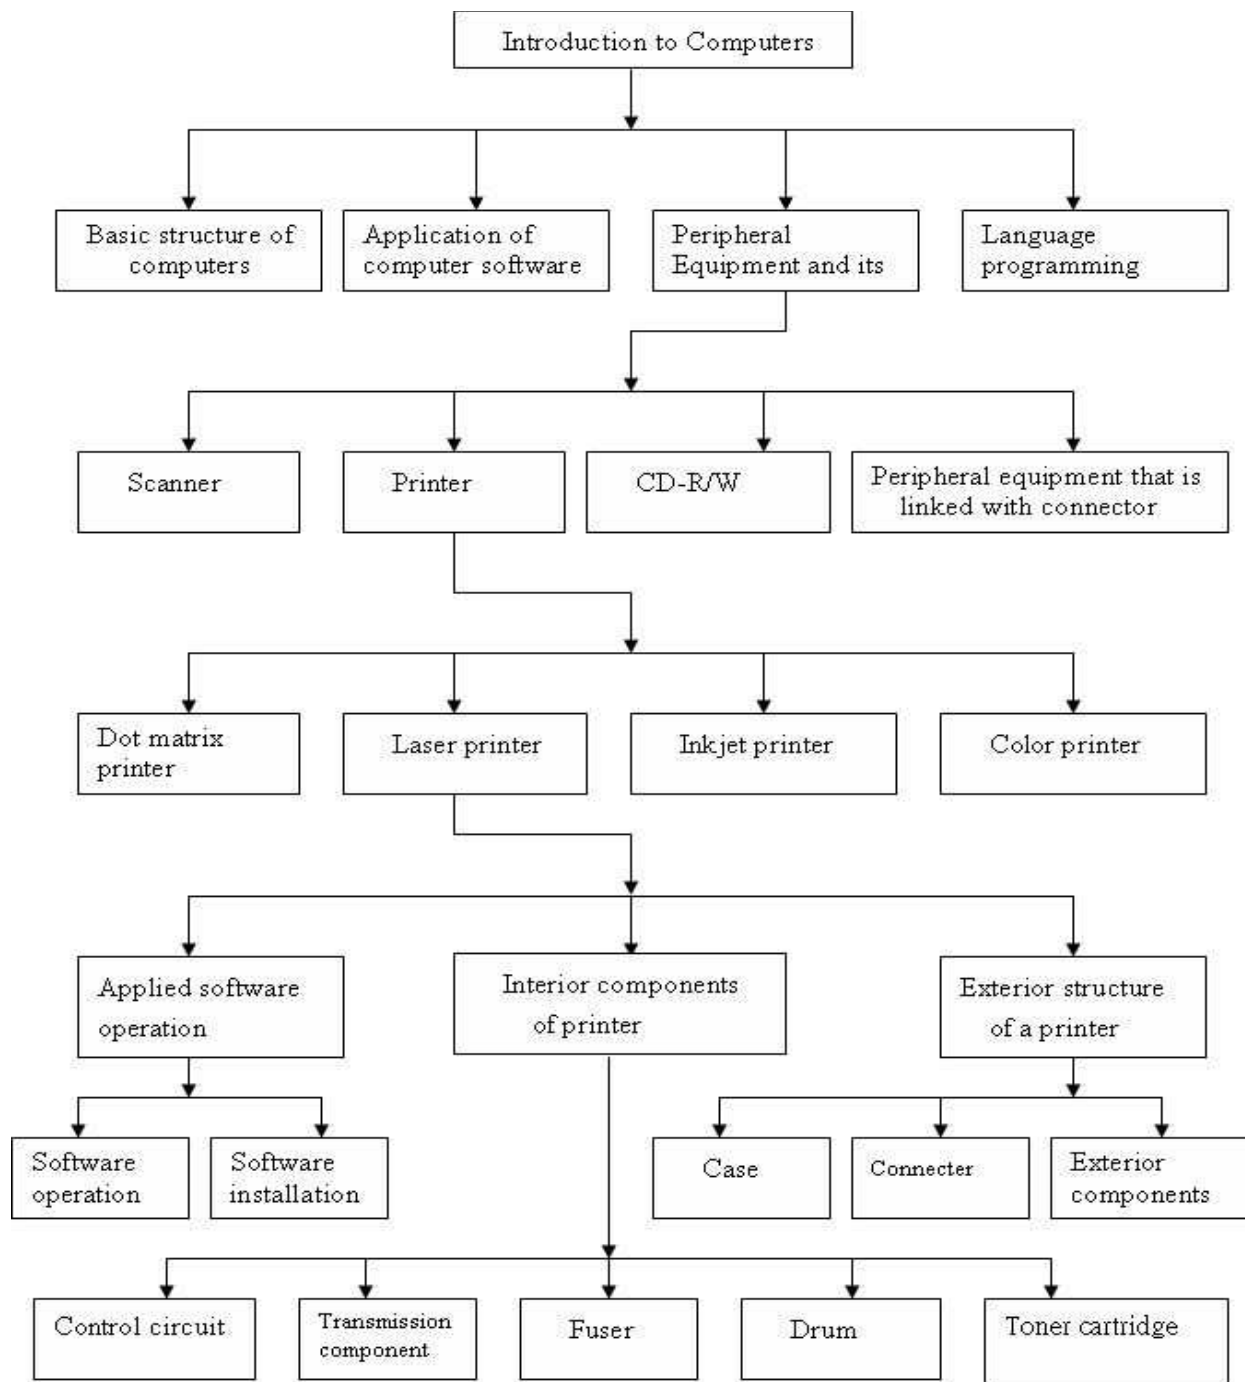 Introduction to Computers
Basic structure of
computers
Application of
computer software
Peripheral
Equipment and its
Language
programming
Scanner
Printer
CD-R/W
Peripheral equipment that is
linked with connector
Dot matrix
printer
Laser printer
Inkjet printer
Color printer
Applied software
operation
Interior components
of printer
Exterior structure
of a printer
Software
operation
Software
installation
Case
Connecter
Exterior
components
Control circuit
Transmission
component
Fuser
Drum
Toner cartridge